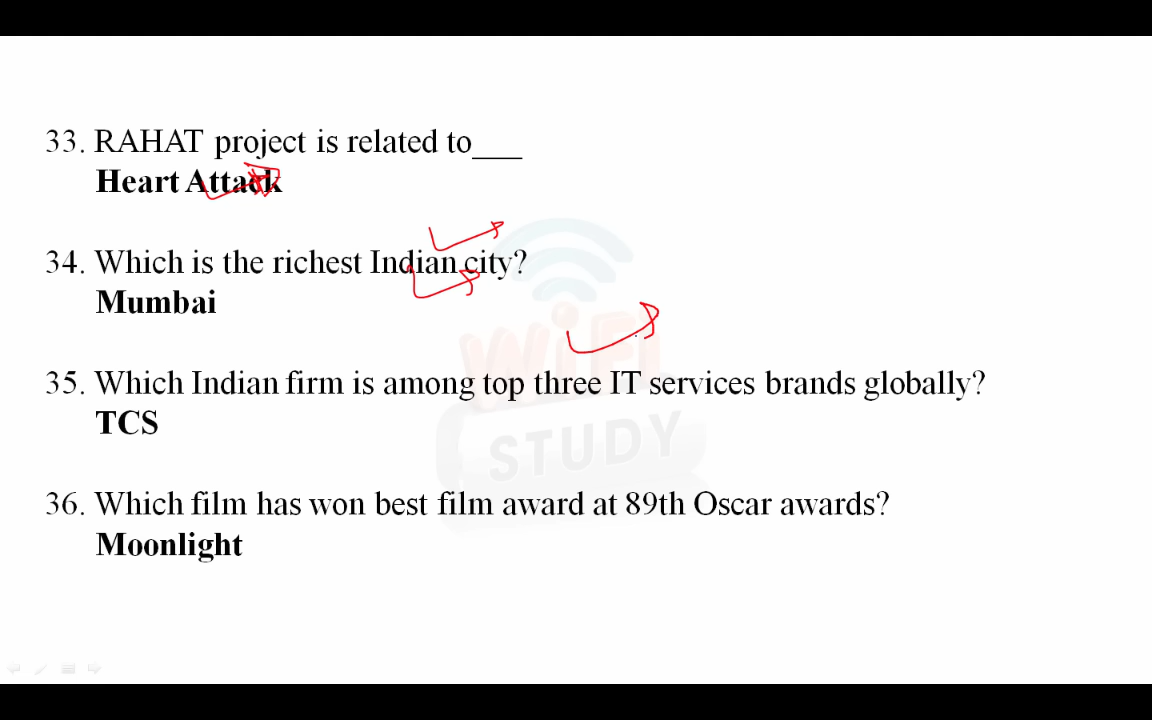 33. RAHAT project is related to___
Heart Attack
34. Which is the richest Indian city?
Mumbai
WiFi
35. Which Indian firm is among top three IT services brands globally?
TCS
STUDY
36. Which film has won best film award at 89th Oscar awards?
Moonlight